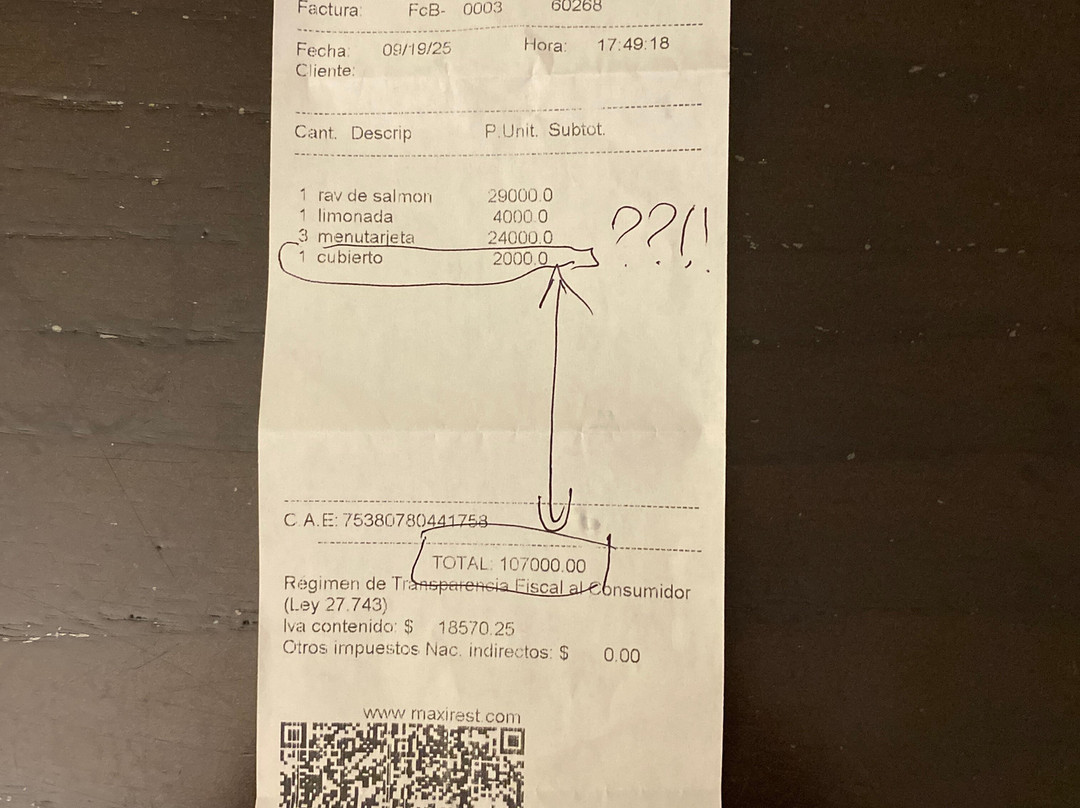 Factura: FcB- 0003 60268
Fecha: 09/19/25 Hora: 17:49:18
Cliente:
Cant. Descrip P.Unit. Subtot.
1 rav de salmon 29000.0
1 limonada 4000.0
3 menutarjeta 24000.0
1 cubierto 2000.0
??!!
C.A.E: 75380780441758
TOTAL: 107000.00
Régimen de Transparencia Fiscal al Consumidor
(Ley 27.743)
Iva contenido: $ 18570.25
Otros impuestos Nac. indirectos: $ 0.00
www.maxirest.com